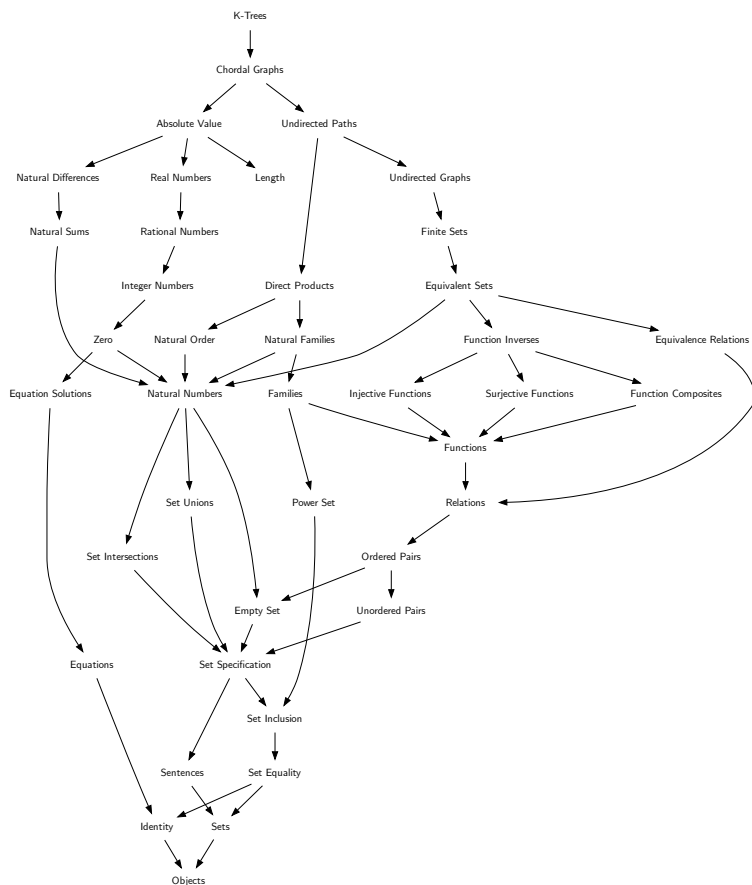 K-Trees
Chordal Graphs
Absolute Value
Undirected Paths
Natural Differences
Real Numbers
Length
Undirected Graphs
Natural Sums
Rational Numbers
Finite Sets
Integer Numbers
Direct Products
Equivalent Sets
Zero
Natural Order
Natural Families
Function Inverses
Equivalence Relations
Equation Solutions
Natural Numbers
Families
Injective Functions
Surjective Functions
Function Composites
Functions
Set Unions
Power Set
Relations
Set Intersections
Ordered Pairs
Empty Set
Unordered Pairs
Equations
Set Specification
Set Inclusion
Sentences
Set Equality
Identity
Sets
Objects